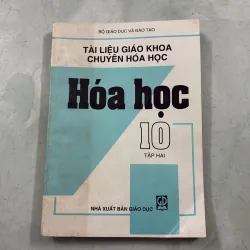 BỘ GIÁO DỤC VÀ ĐÀO TẠO
TÀI LIỆU GIÁO KHOA
CHUYÊN HÓA HỌC
Hóa học
10
TẬP HAI
NHÀ XUẤT BẢN GIÁO DỤC